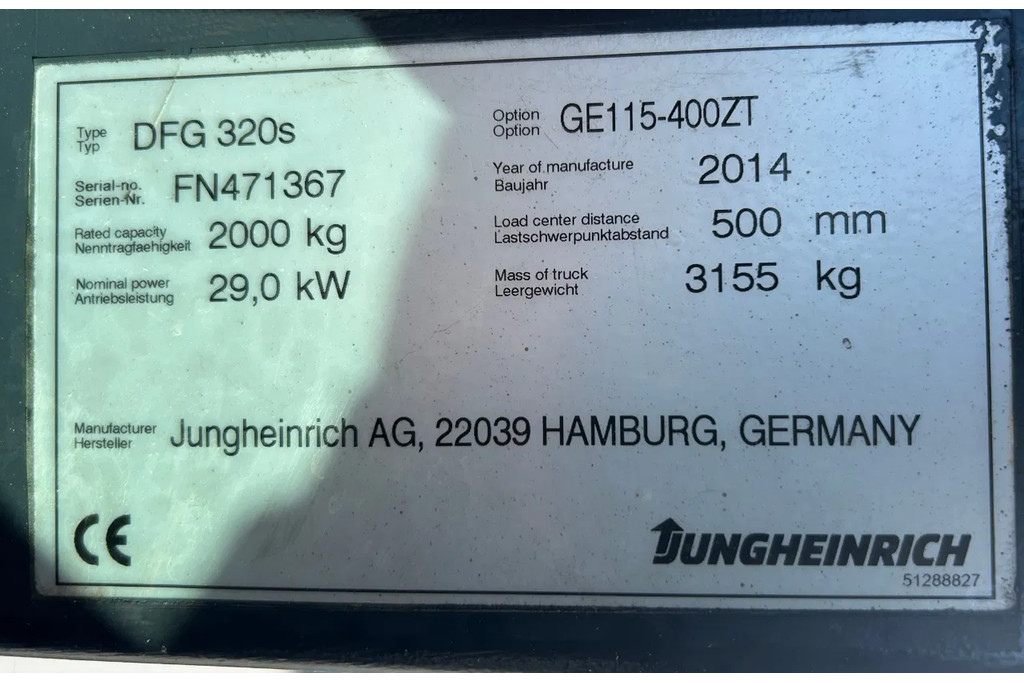 Type DFG 320s
Typ
Option GE115-400ZT
Option
Serial-no. FN471367
Serien-Nr.
Year of manufacture 2014
Baujahr
Rated capacity 2000 kg
Nenntragfaehigkeit
Load center distance 500 mm
Lastschwerpunktabstand
Nominal power 29,0 kW
Antriebsleistung
Mass of truck 3155 kg
Leergewicht
Manufacturer Jungheinrich AG, 22039 HAMBURG, GERMANY
Hersteller
CE
JUNGHEINRICH
51288827